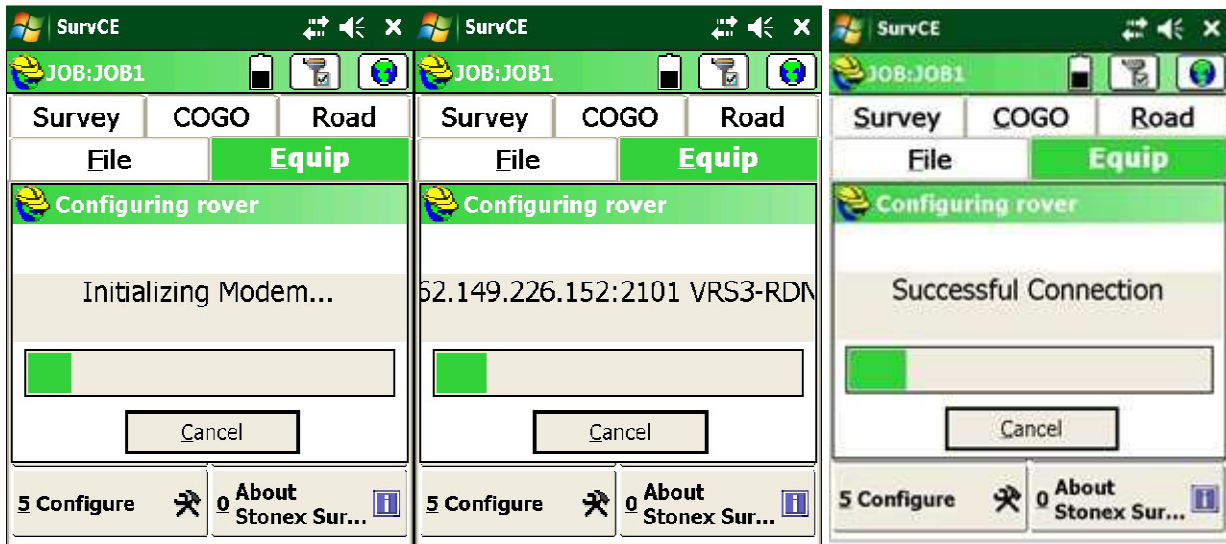 SurvCE
JOB:JOB1
Survey COGO Road
File Equip
Configuring rover
Initializing Modem...
Cancel
5 Configure 0 About
Stonex Sur...
SurvCE
JOB:JOB1
Survey COGO Road
File Equip
Configuring rover
62.149.226.152:2101 VRS3-RDN
Cancel
5 Configure 0 About
Stonex Sur...
SurvCE
JOB:JOB1
Survey COGO Road
File Equip
Configuring rover
Successful Connection
Cancel
5 Configure 0 About
Stonex Sur...